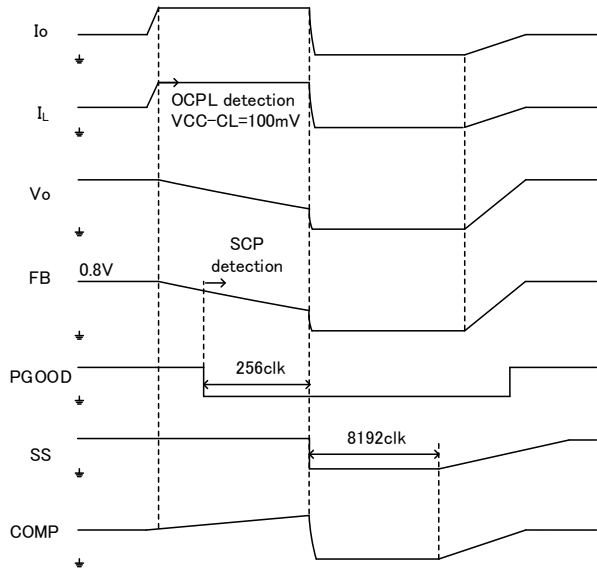 Io
IL
OCPL detection
VCC-CL=100mV
Vo
SCP
detection
FB
0.8V
PGOOD
256clk
SS
8192clk
COMP